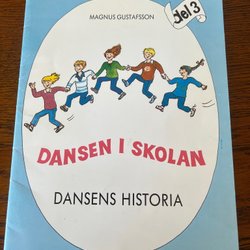 MAGNUS GUSTAFSSON
del 3
DANSEN I SKOLAN
DANSENS HISTORIA